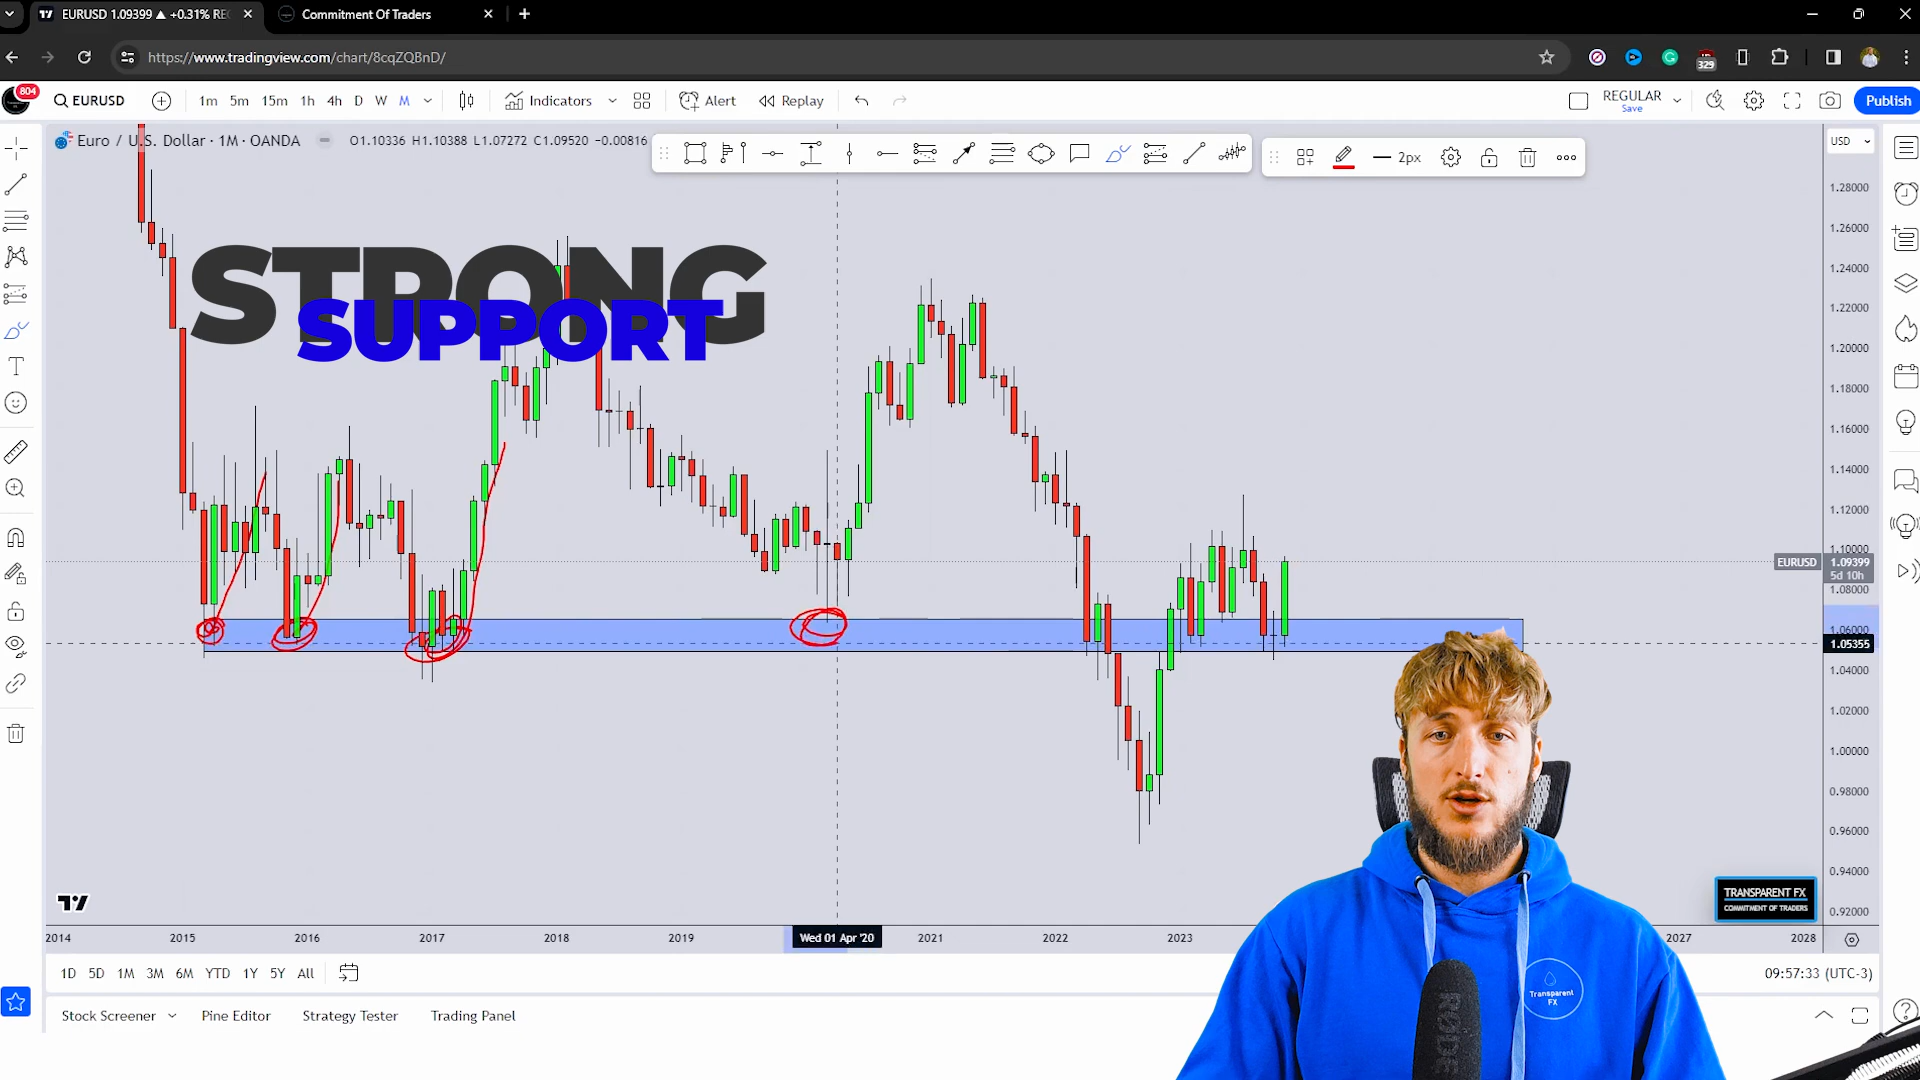 EURUSD 1.09399 ▲ +0.31% RE
Commitment Of Traders
https://www.tradingview.com/chart/8cqZQBnD/
329
804
EURUSD
1m 5m 15m 1h 4h D W M
Indicators
Alert
Replay
REGULAR
Save
Publish
Euro / U.S. Dollar · 1M · OANDA
O1.10336 H1.10388 L1.07272 C1.09520 −0.00816
2px
USD
STRONG
SUPPORT
1.28000
1.26000
1.24000
1.22000
1.20000
1.18000
1.16000
1.14000
1.12000
1.10000
EURUSD 1.09399
5d 10h
1.08000
1.06000
1.05355
1.04000
1.02000
1.00000
0.98000
0.96000
0.94000
0.92000
TRANSPARENT FX
COMMITMENT OF TRADERS
2014 2015 2016 2017 2018 2019 Wed 01 Apr '20 2021 2022 2023 2027 2028
1D 5D 1M 3M 6M YTD 1Y 5Y All
09:57:33 (UTC-3)
Stock Screener
Pine Editor
Strategy Tester
Trading Panel
Transparent
FX
RØDE